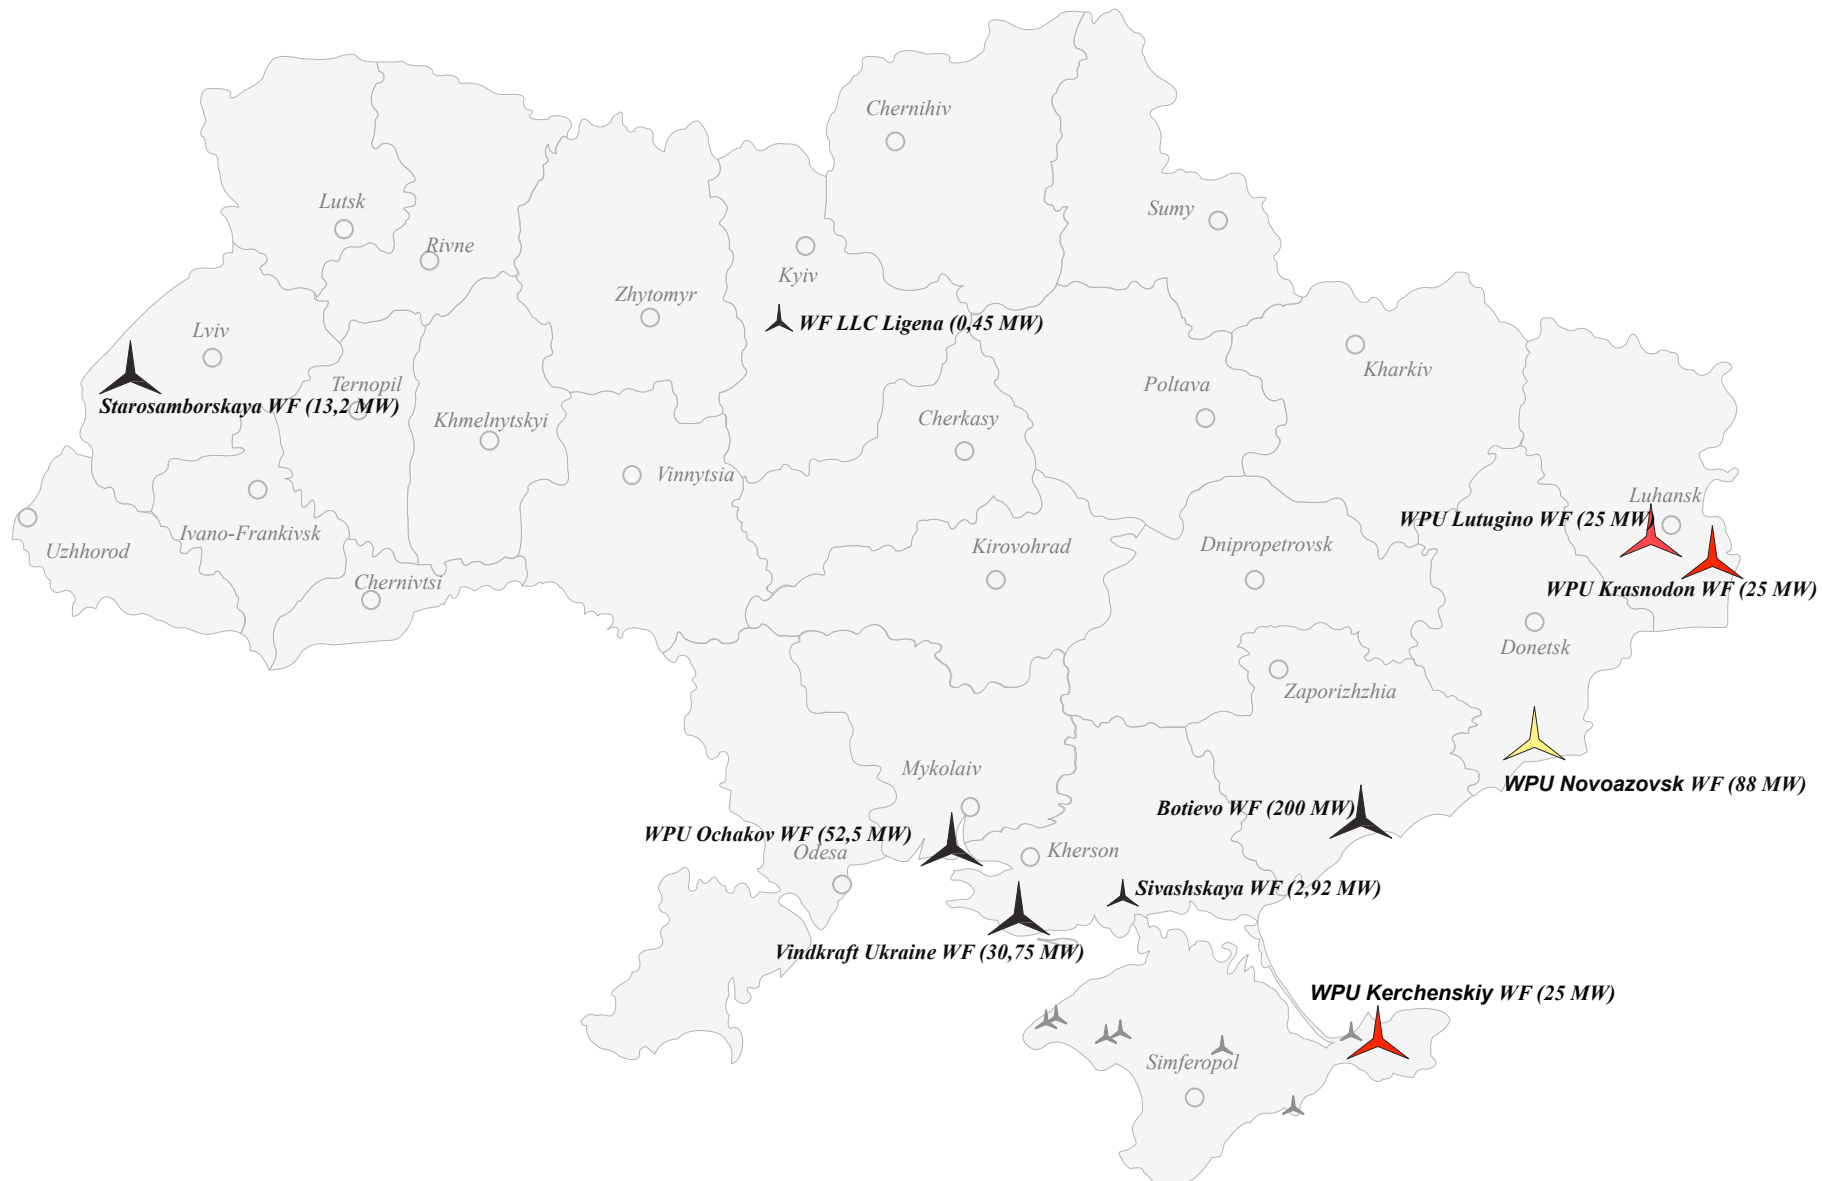 Chernihiv
Lutsk
Sumy
Rivne
Kyiv
Zhytomyr
WF LLC Ligena (0,45 MW)
Lviv
Kharkiv
Ternopil
Poltava
Starosamborskaya WF (13,2 MW)
Khmelnytskyi
Cherkasy
Vinnytsia
Luhansk
WPU Lutugino WF (25 MW)
Ivano-Frankivsk
Uzhhorod
Kirovohrad
Dnipropetrovsk
Chernivtsi
WPU Krasnodon WF (25 MW)
Donetsk
Zaporizhzhia
Mykolaiv
WPU Novoazovsk WF (88 MW)
Botievo WF (200 MW)
WPU Ochakov WF (52,5 MW)
Odesa
Kherson
Sivashskaya WF (2,92 MW)
Vindkraft Ukraine WF (30,75 MW)
WPU Kerchenskiy WF (25 MW)
Simferopol